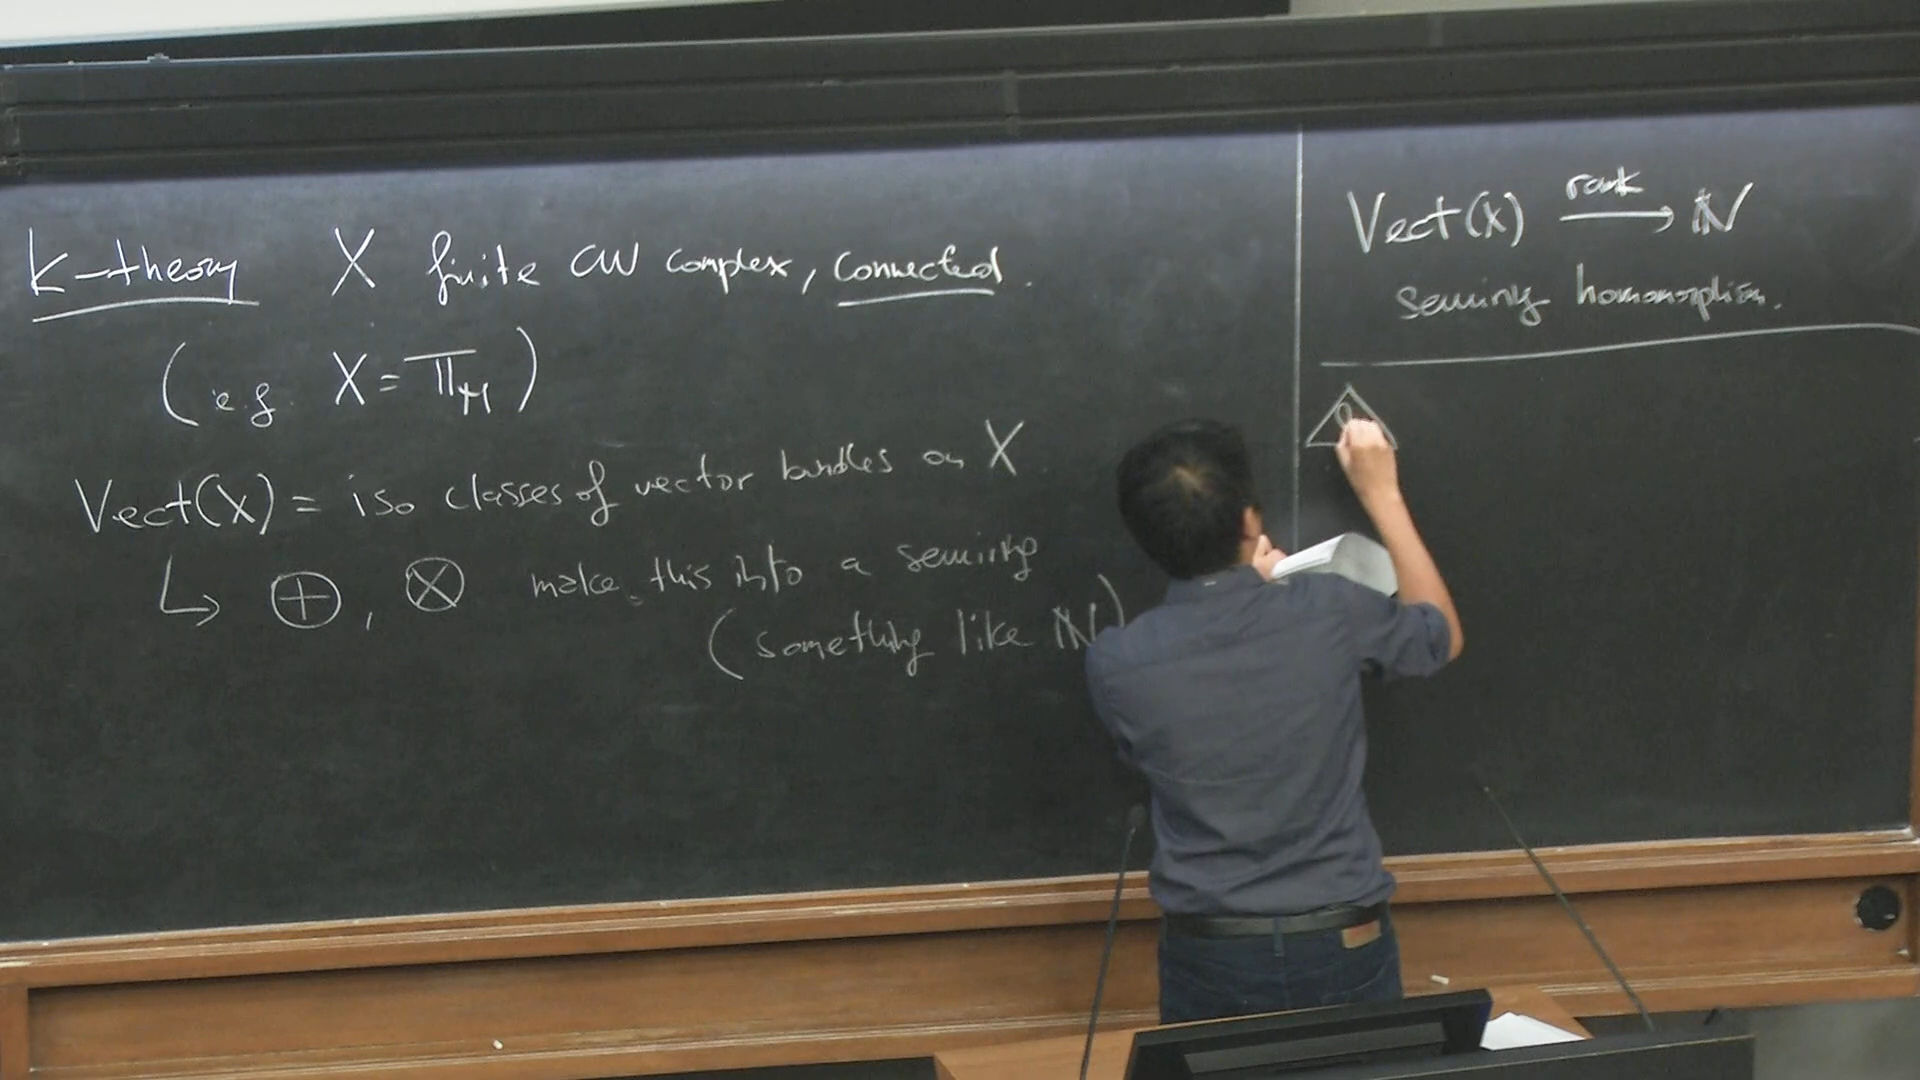 K-theory X finite CW complex, connected.
(e.g. X = 𝕋)
Vect(X) = iso classes of vector bundles on X
↳ ⊕, ⊗ make this into a semiring
(something like ℕ)
Vect(X) rank → ℕ
semiring homomorphism.